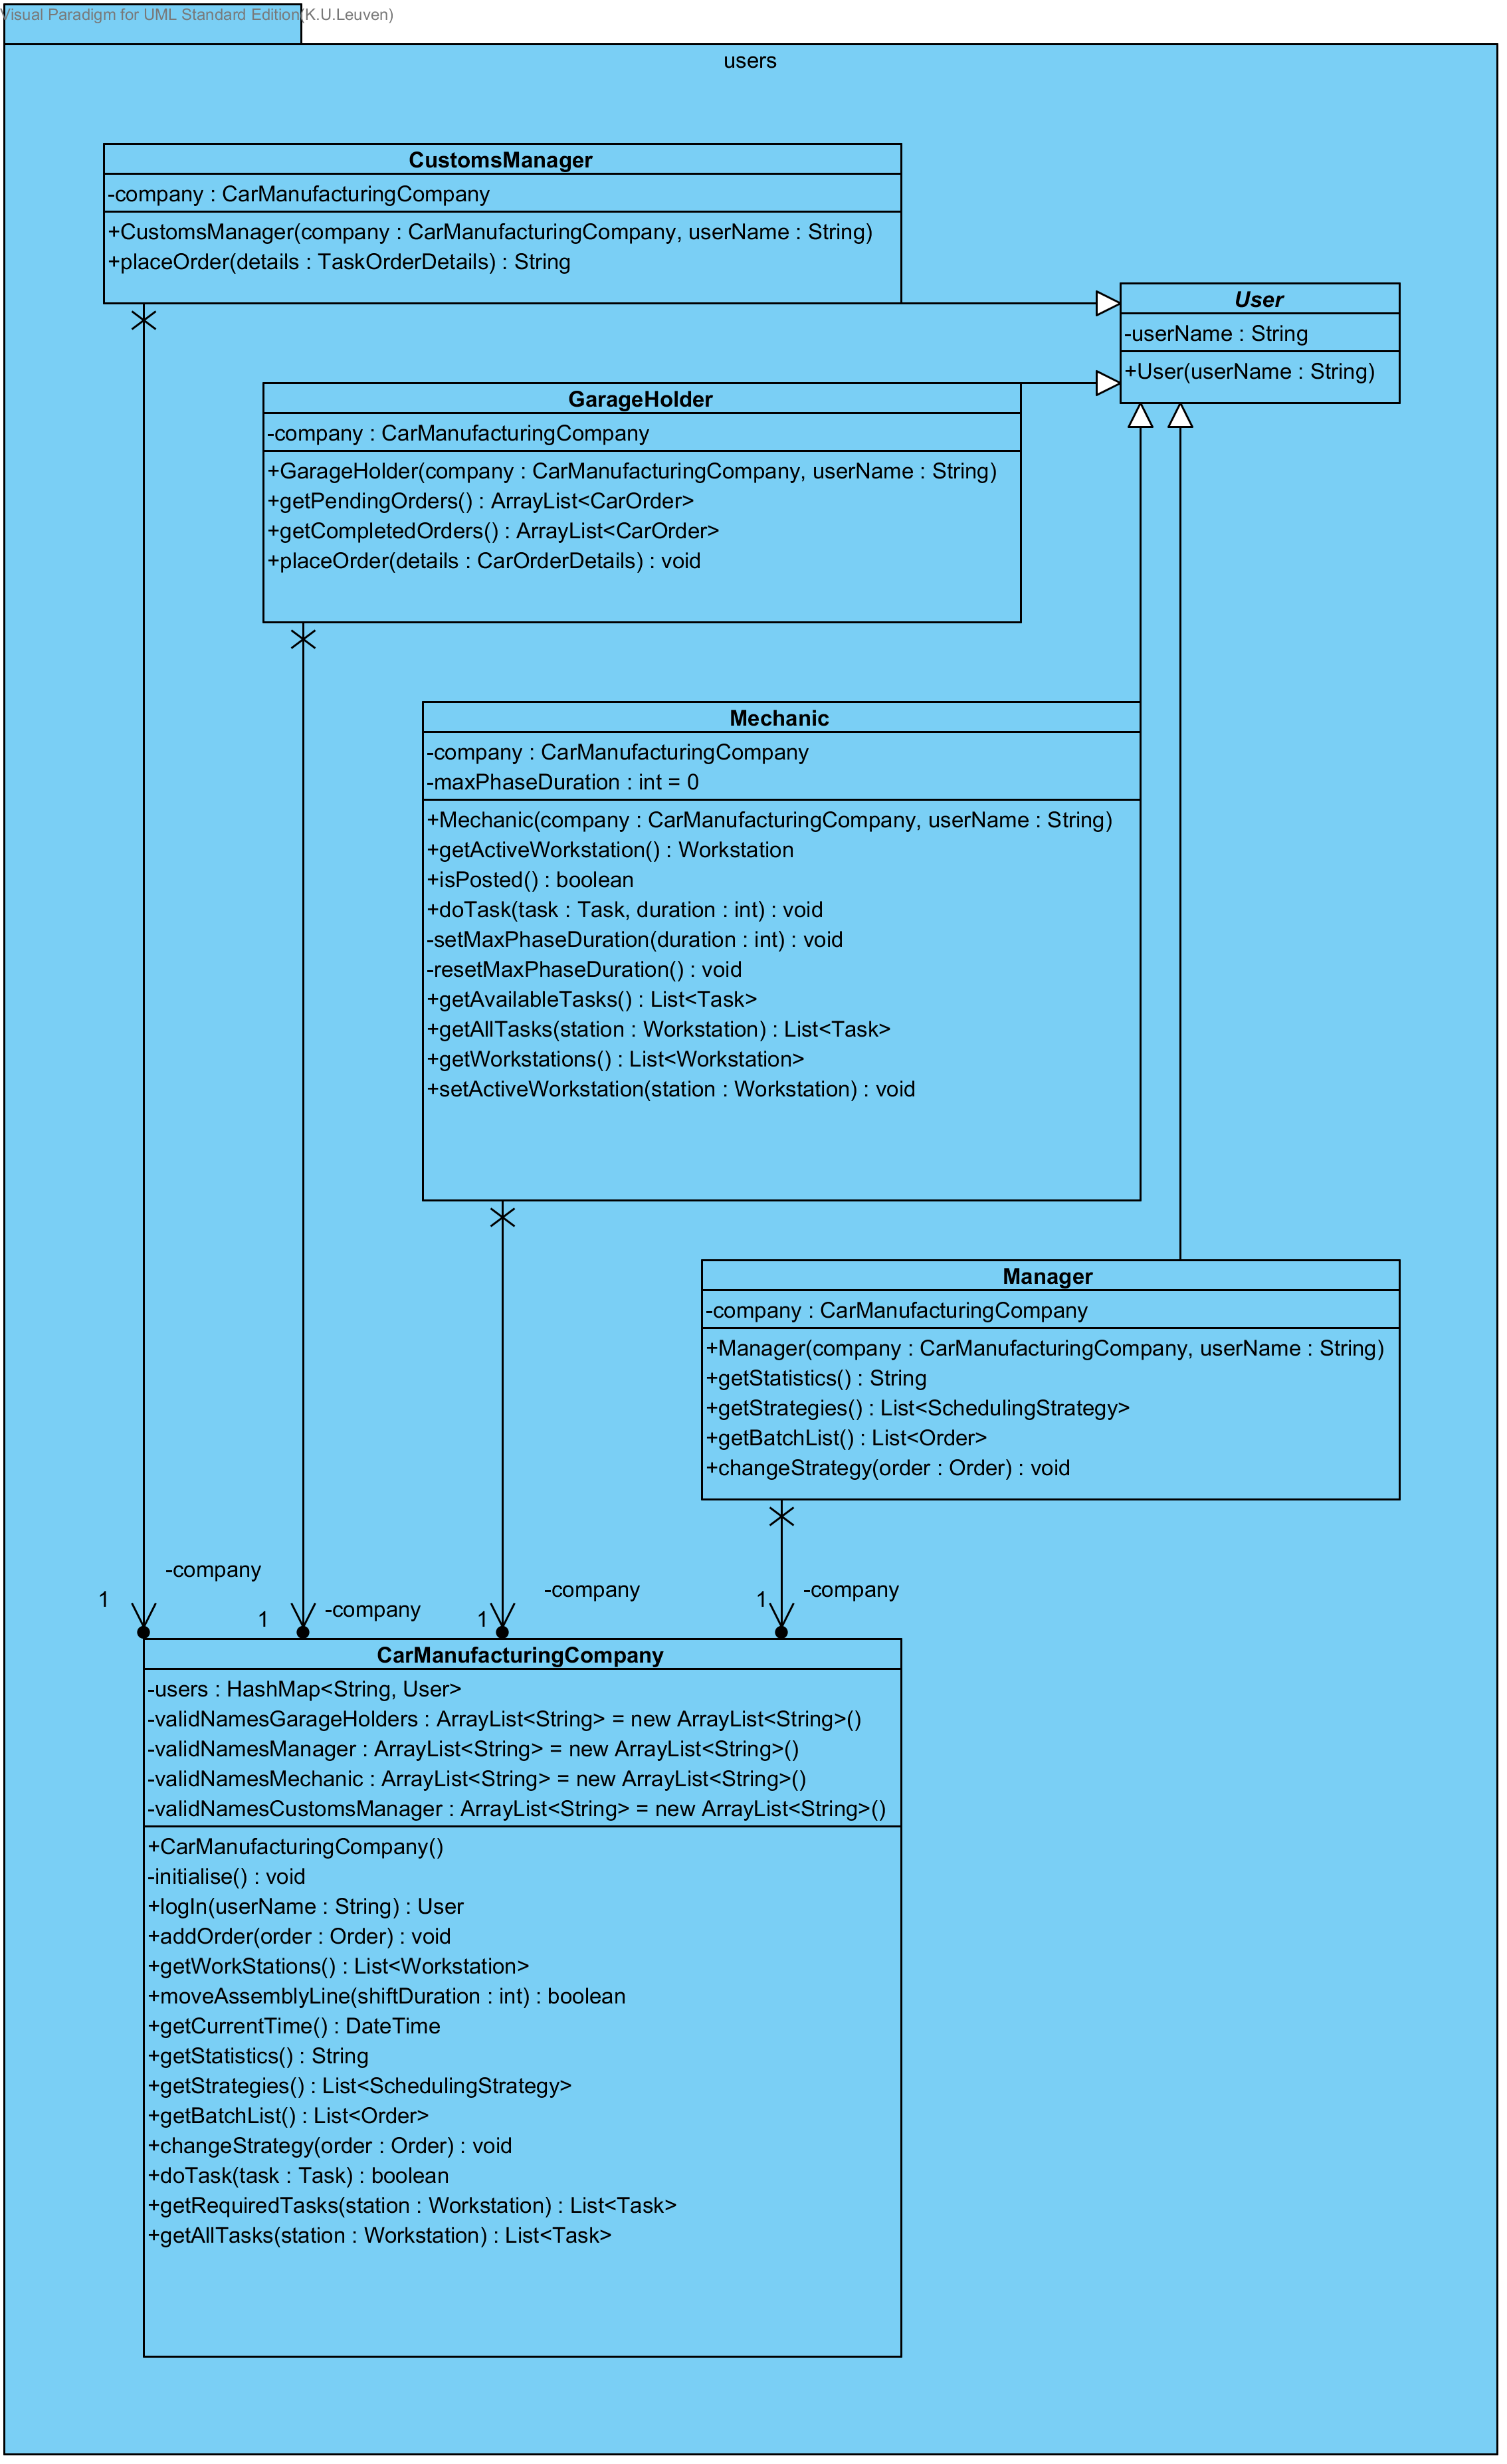 Visual Paradigm for UML Standard Edition(K.U.Leuven)
users
CustomsManager
-company : CarManufacturingCompany
+CustomsManager(company : CarManufacturingCompany, userName : String)
+placeOrder(details : TaskOrderDetails) : String
User
-userName : String
+User(userName : String)
GarageHolder
-company : CarManufacturingCompany
+GarageHolder(company : CarManufacturingCompany, userName : String)
+getPendingOrders() : ArrayList<CarOrder>
+getCompletedOrders() : ArrayList<CarOrder>
+placeOrder(details : CarOrderDetails) : void
Mechanic
-company : CarManufacturingCompany
-maxPhaseDuration : int = 0
+Mechanic(company : CarManufacturingCompany, userName : String)
+getActiveWorkstation() : Workstation
+isPosted() : boolean
+doTask(task : Task, duration : int) : void
-setMaxPhaseDuration(duration : int) : void
-resetMaxPhaseDuration() : void
+getAvailableTasks() : List<Task>
+getAllTasks(station : Workstation) : List<Task>
+getWorkstations() : List<Workstation>
+setActiveWorkstation(station : Workstation) : void
Manager
-company : CarManufacturingCompany
+Manager(company : CarManufacturingCompany, userName : String)
+getStatistics() : String
+getStrategies() : List<SchedulingStrategy>
+getBatchList() : List<Order>
+changeStrategy(order : Order) : void
-company
1
-company
1
-company
1
-company
1
CarManufacturingCompany
-users : HashMap<String, User>
-validNamesGarageHolders : ArrayList<String> = new ArrayList<String>()
-validNamesManager : ArrayList<String> = new ArrayList<String>()
-validNamesMechanic : ArrayList<String> = new ArrayList<String>()
-validNamesCustomsManager : ArrayList<String> = new ArrayList<String>()
+CarManufacturingCompany()
-initialise() : void
+logIn(userName : String) : User
+addOrder(order : Order) : void
+getWorkStations() : List<Workstation>
+moveAssemblyLine(shiftDuration : int) : boolean
+getCurrentTime() : DateTime
+getStatistics() : String
+getStrategies() : List<SchedulingStrategy>
+getBatchList() : List<Order>
+changeStrategy(order : Order) : void
+doTask(task : Task) : boolean
+getRequiredTasks(station : Workstation) : List<Task>
+getAllTasks(station : Workstation) : List<Task>